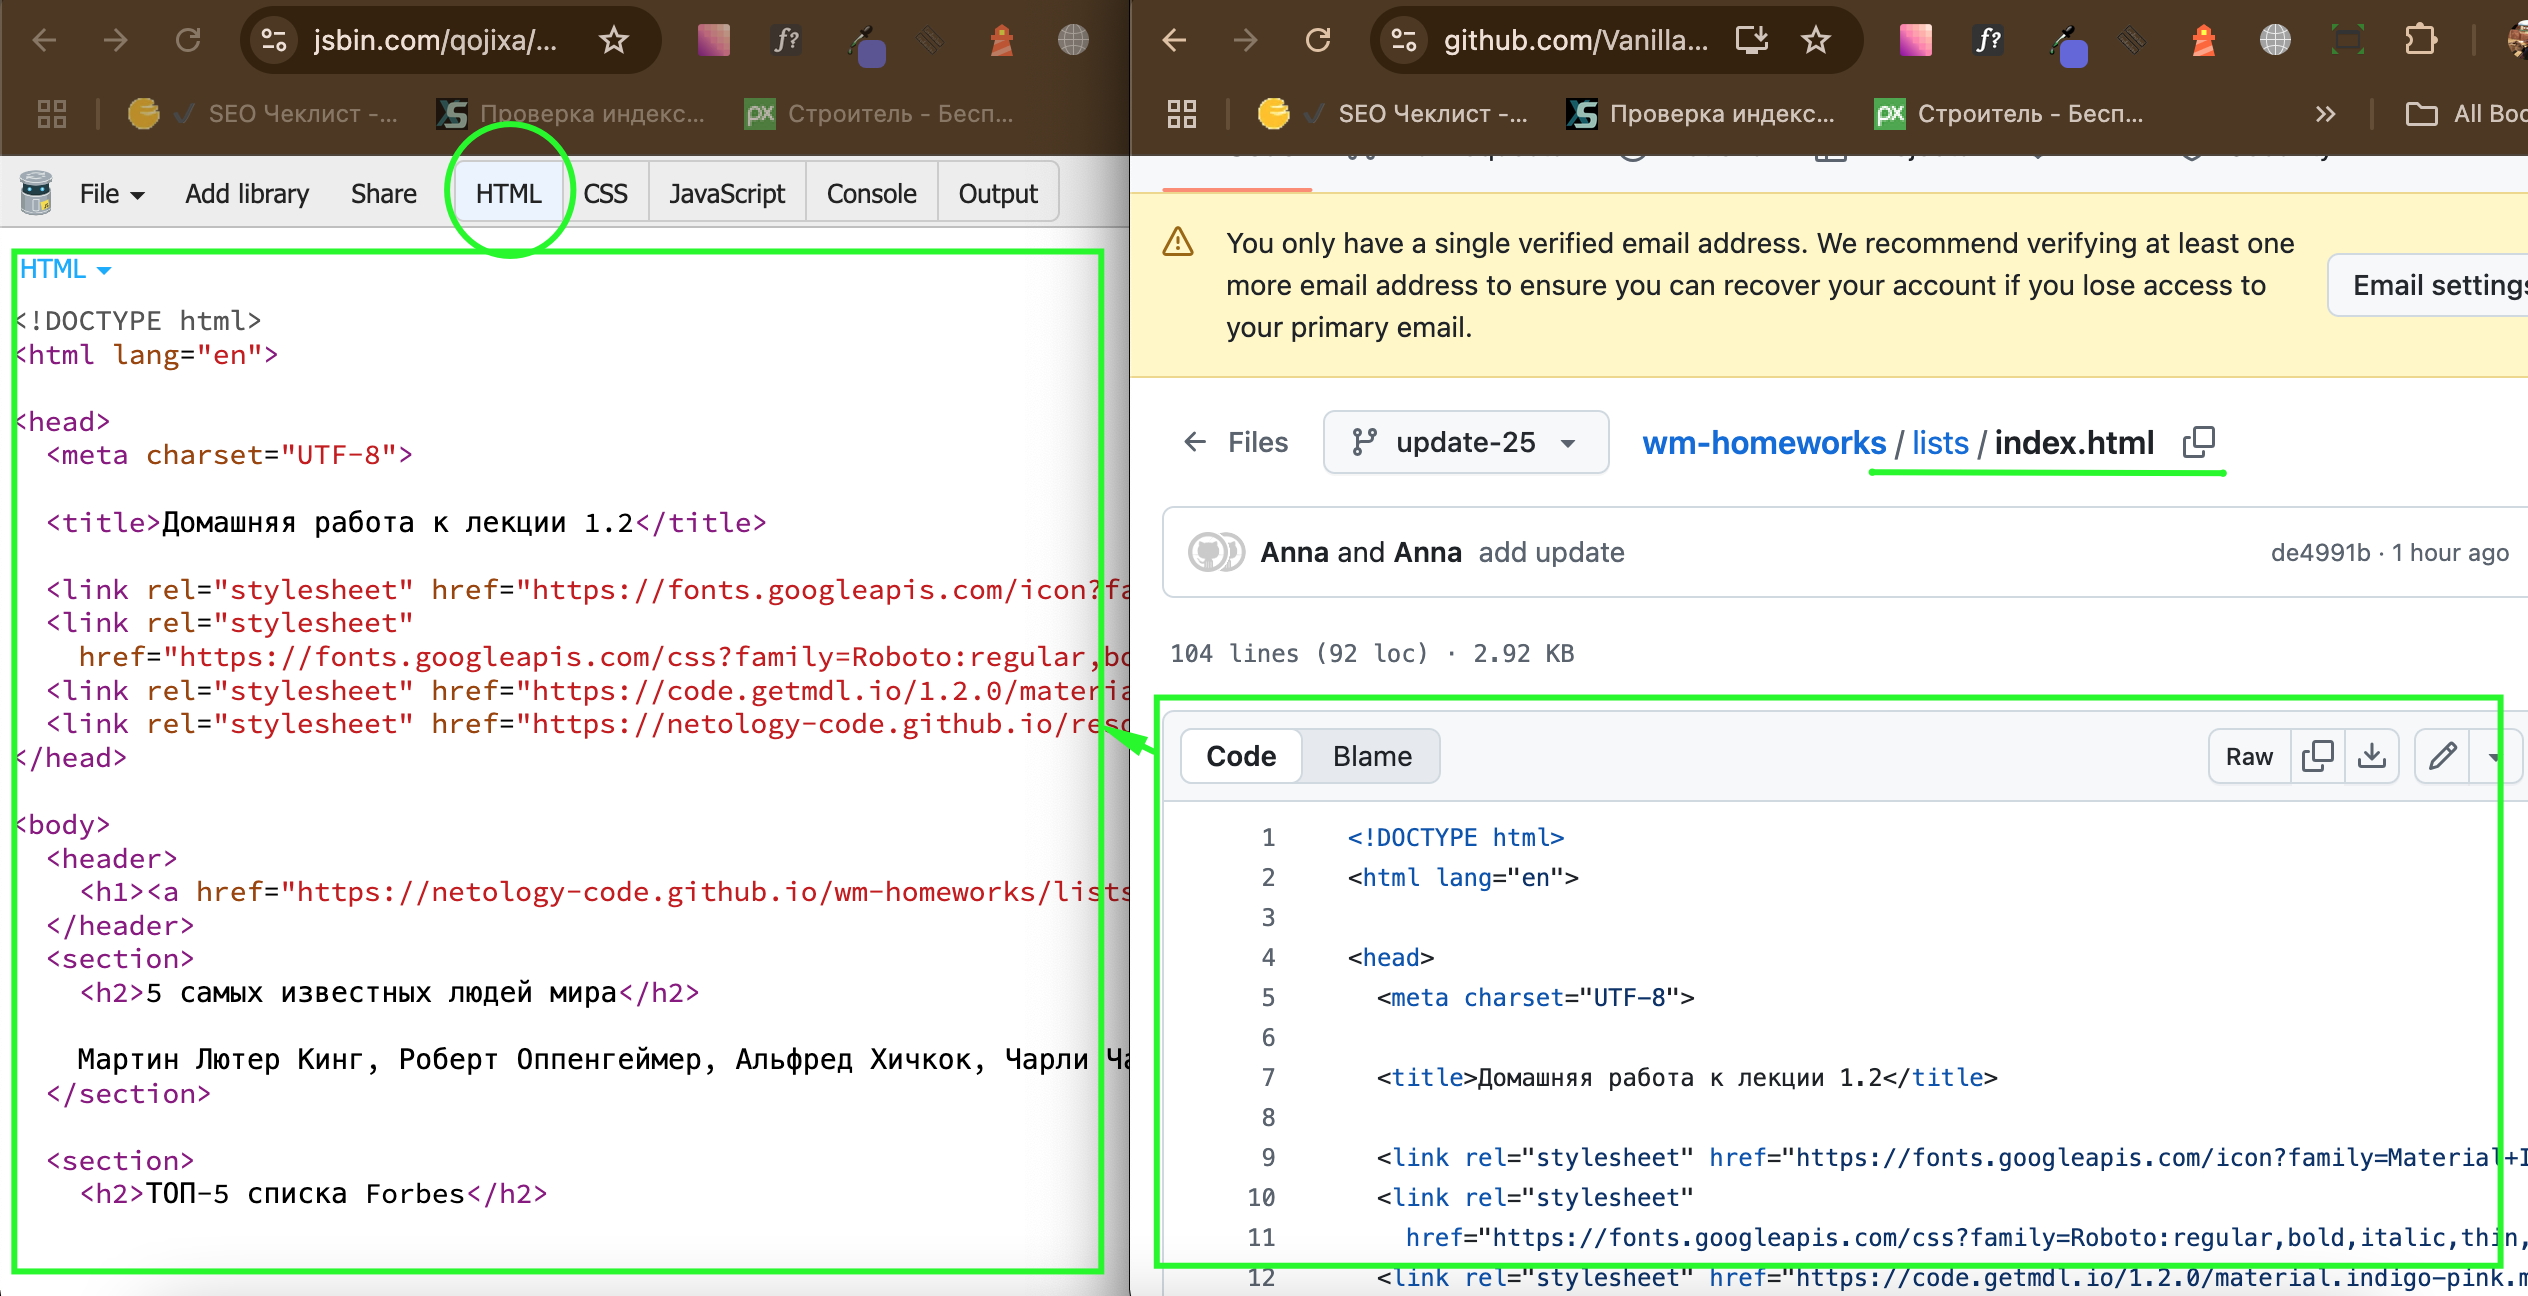 jsbin.com/qojixa/...
SEO Чеклист -...
Проверка индекс...
Строитель - Бесп...
File
Add library
Share
HTML
CSS
JavaScript
Console
Output
HTML
<!DOCTYPE html>
<html lang="en">
<head>
<meta charset="UTF-8">
<title>Домашняя работа к лекции 1.2</title>
<link rel="stylesheet" href="https://fonts.googleapis.com/icon?fa
<link rel="stylesheet"
href="https://fonts.googleapis.com/css?family=Roboto:regular,bo
<link rel="stylesheet" href="https://code.getmdl.io/1.2.0/materia
<link rel="stylesheet" href="https://netology-code.github.io/reso
</head>
<body>
<header>
<h1><a href="https://netology-code.github.io/wm-homeworks/lists
</header>
<section>
<h2>5 самых известных людей мира</h2>
Мартин Лютер Кинг, Роберт Оппенгеймер, Альфред Хичкок, Чарли Ча
</section>
<section>
<h2>ТОП-5 списка Forbes</h2>
github.com/Vanilla...
SEO Чеклист -...
Проверка индекс...
Строитель - Бесп...
All Boo
You only have a single verified email address. We recommend verifying at least one
more email address to ensure you can recover your account if you lose access to
your primary email.
Email settings
Files
update-25
wm-homeworks / lists / index.html
Anna and Anna add update
de4991b · 1 hour ago
104 lines (92 loc) · 2.92 KB
Code
Blame
Raw
1 <!DOCTYPE html>
2 <html lang="en">
3
4 <head>
5 <meta charset="UTF-8">
6
7 <title>Домашняя работа к лекции 1.2</title>
8
9 <link rel="stylesheet" href="https://fonts.googleapis.com/icon?family=Material+I
10 <link rel="stylesheet"
11 href="https://fonts.googleapis.com/css?family=Roboto:regular,bold,italic,thin,
12 <link rel="stylesheet" href="https://code.getmdl.io/1.2.0/material.indigo-pink.m